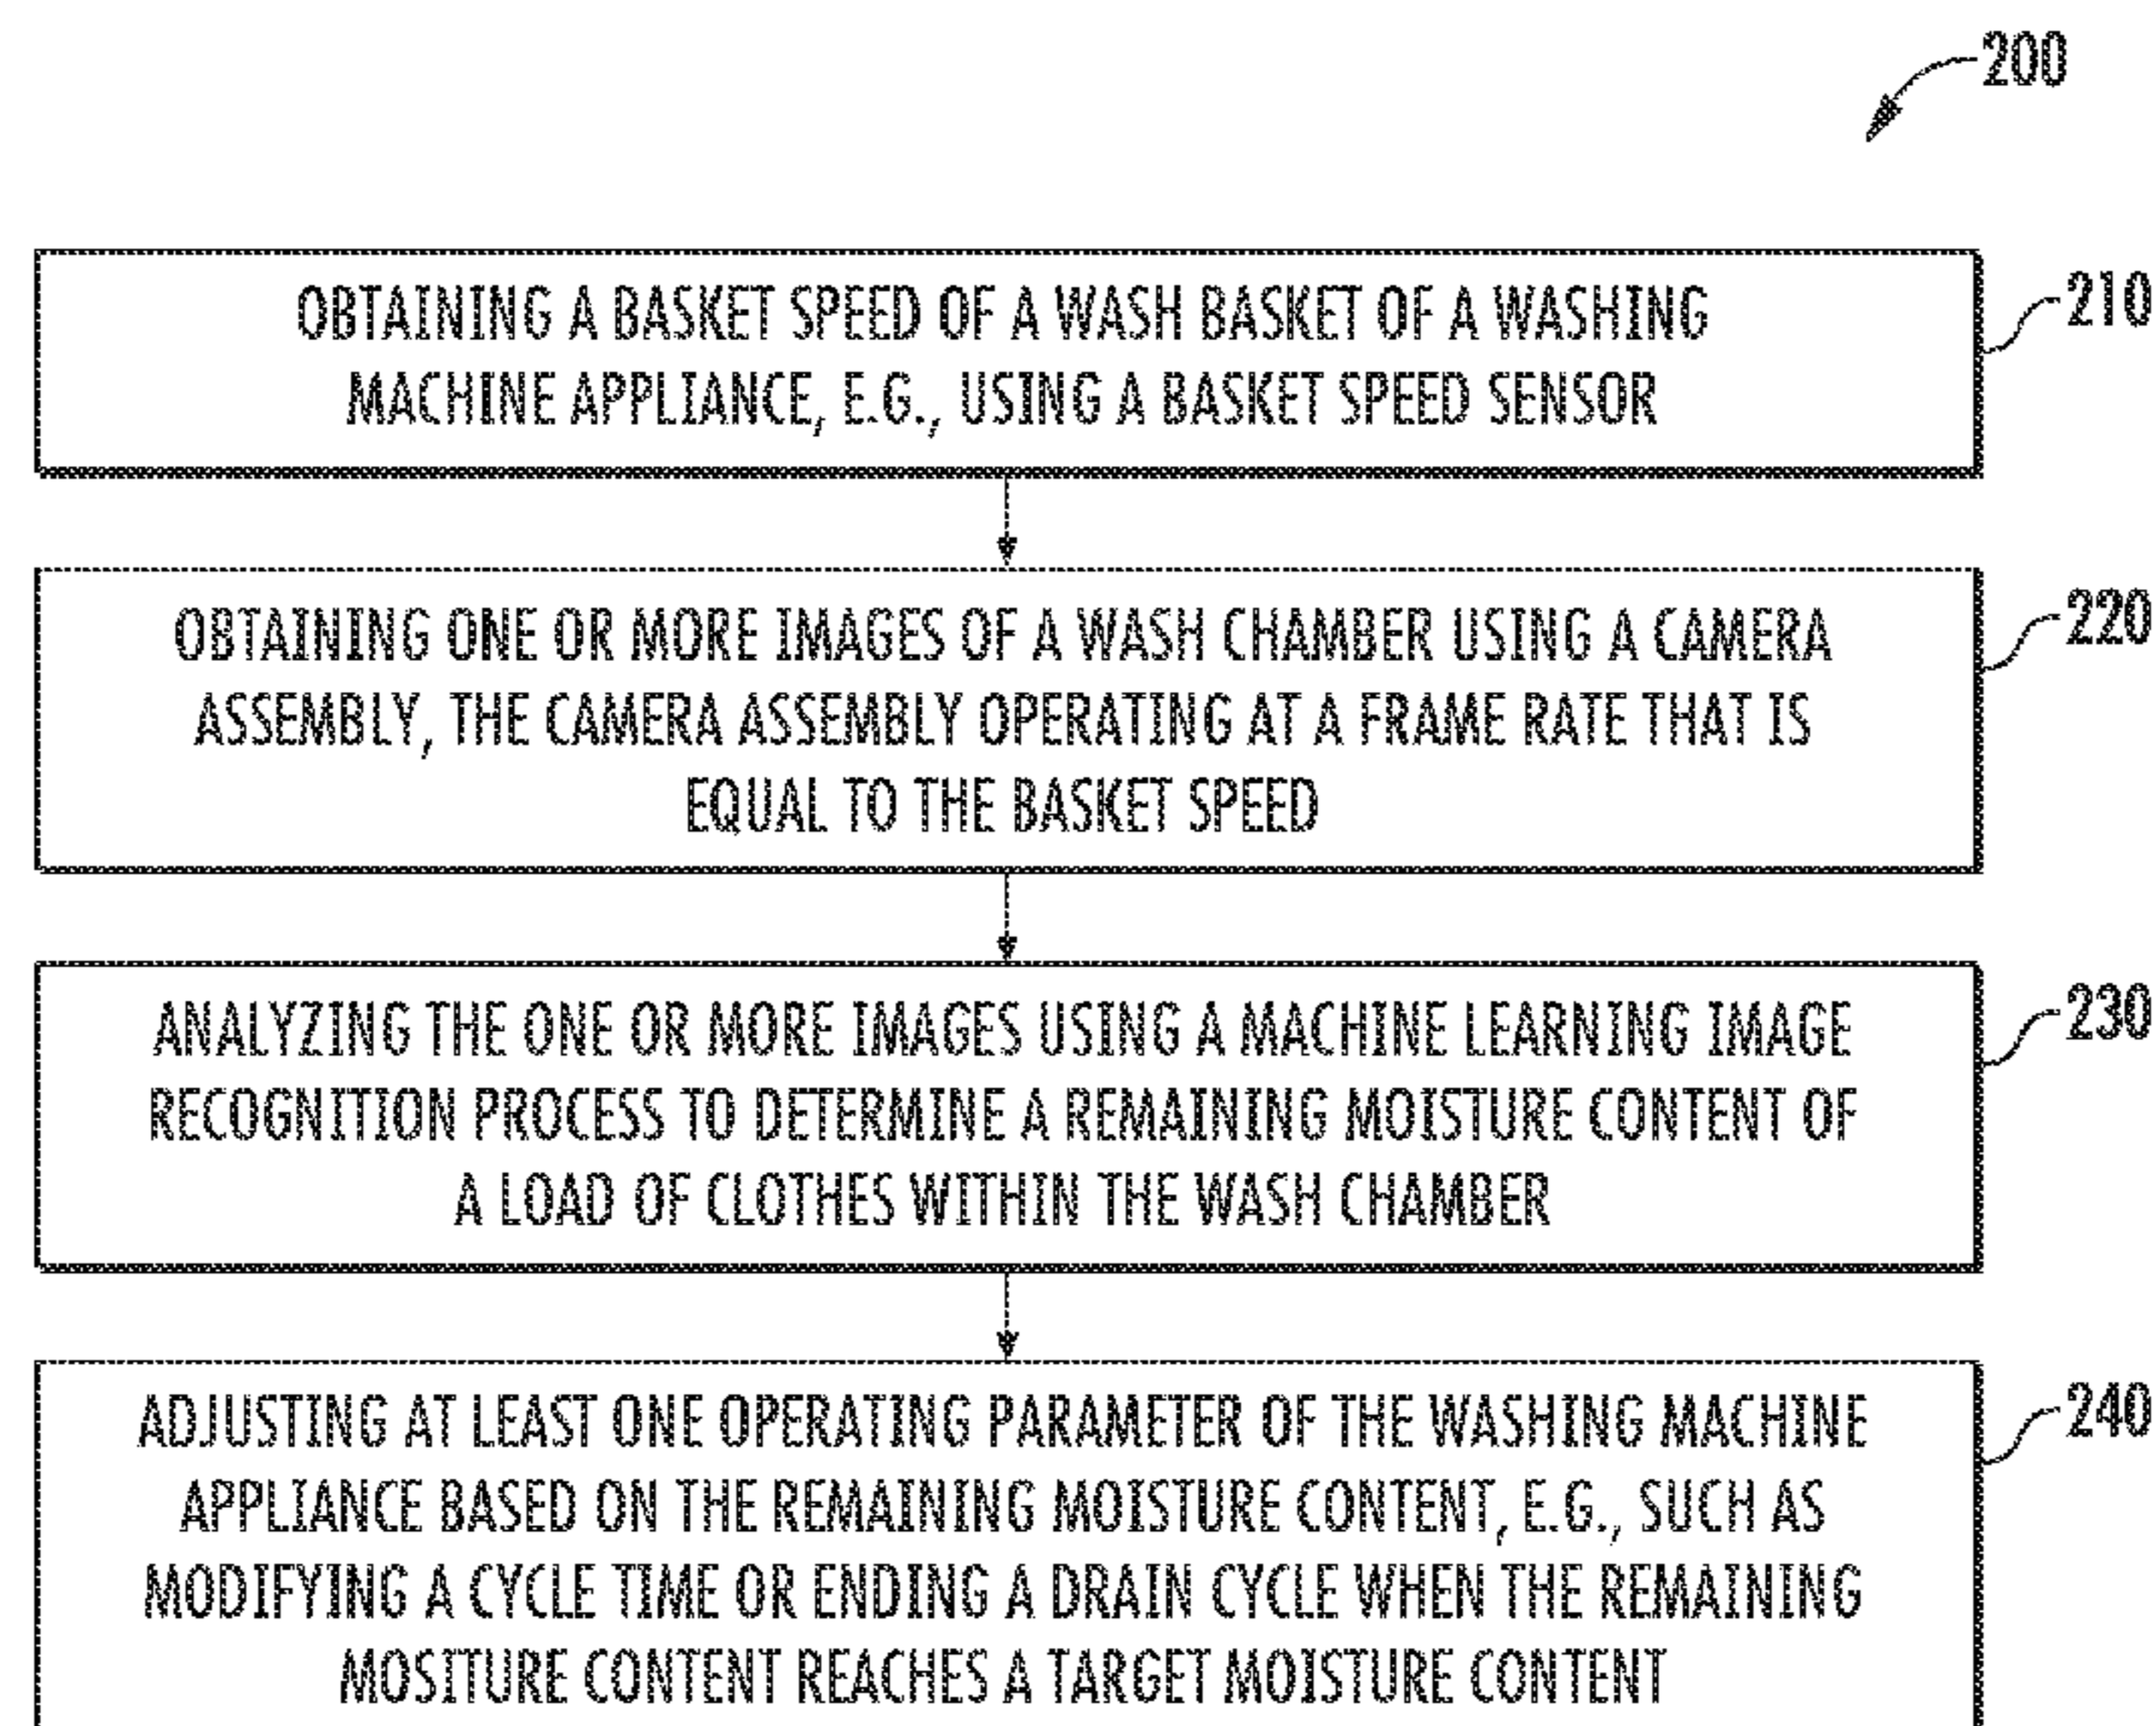 200
OBTAINING A BASKET SPEED OF A WASH BASKET OF A WASHING
MACHINE APPLIANCE, E.G., USING A BASKET SPEED SENSOR
210
OBTAINING ONE OR MORE IMAGES OF A WASH CHAMBER USING A CAMERA
ASSEMBLY, THE CAMERA ASSEMBLY OPERATING AT A FRAME RATE THAT IS
EQUAL TO THE BASKET SPEED
220
ANALYZING THE ONE OR MORE IMAGES USING A MACHINE LEARNING IMAGE
RECOGNITION PROCESS TO DETERMINE A REMAINING MOISTURE CONTENT OF
A LOAD OF CLOTHES WITHIN THE WASH CHAMBER
230
ADJUSTING AT LEAST ONE OPERATING PARAMETER OF THE WASHING MACHINE
APPLIANCE BASED ON THE REMAINING MOISTURE CONTENT, E.G., SUCH AS
MODIFYING A CYCLE TIME OR ENDING A DRAIN CYCLE WHEN THE REMAINING
MOSITURE CONTENT REACHES A TARGET MOISTURE CONTENT
240